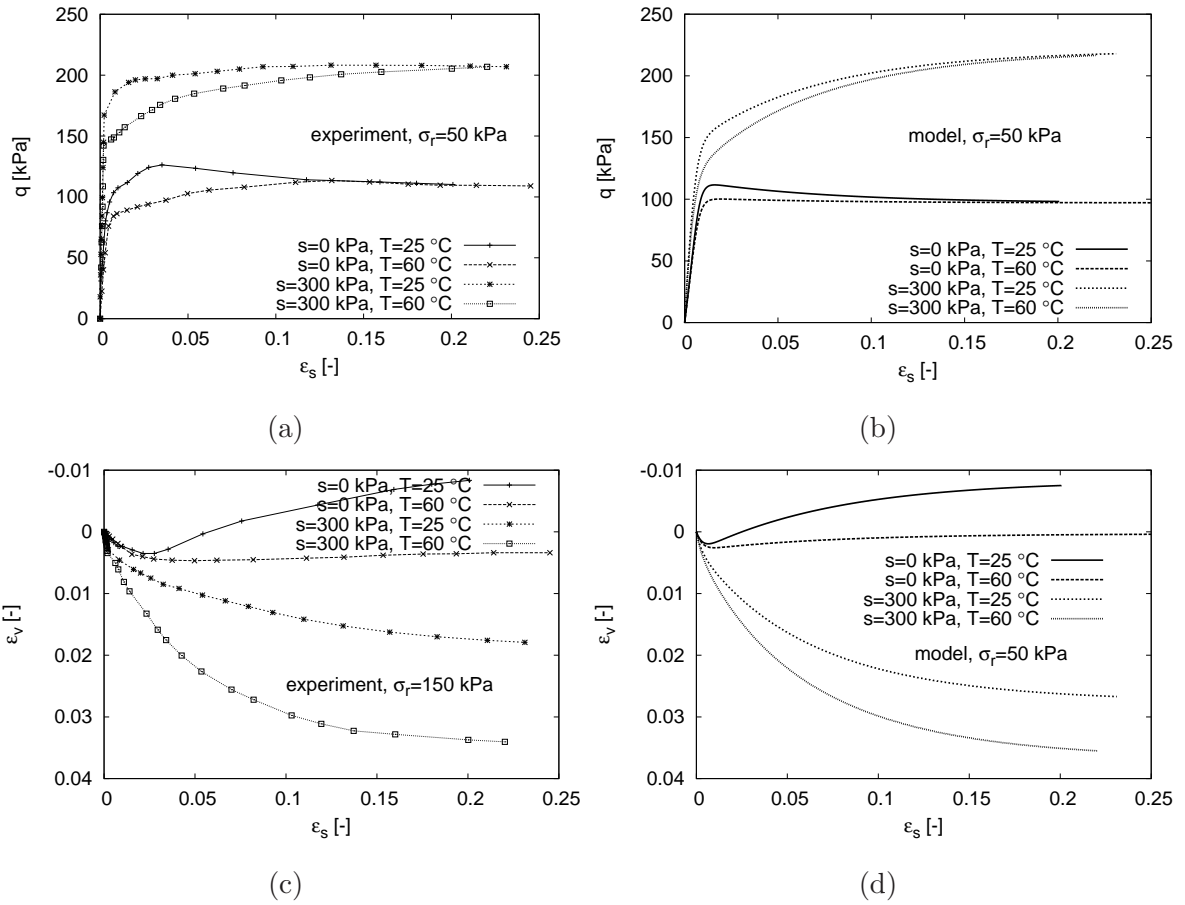 250
200
150
100
50
0
q [kPa]
experiment, σr=50 kPa
s=0 kPa, T=25 °C
s=0 kPa, T=60 °C
s=300 kPa, T=25 °C
s=300 kPa, T=60 °C
0 0.05 0.1 0.15 0.2 0.25
εs [-]
(a)
250
200
150
100
50
0
q [kPa]
model, σr=50 kPa
s=0 kPa, T=25 °C
s=0 kPa, T=60 °C
s=300 kPa, T=25 °C
s=300 kPa, T=60 °C
0 0.05 0.1 0.15 0.2 0.25
εs [-]
(b)
-0.01
0
0.01
0.02
0.03
0.04
εv [-]
s=0 kPa, T=25 °C
s=0 kPa, T=60 °C
s=300 kPa, T=25 °C
s=300 kPa, T=60 °C
experiment, σr=150 kPa
0 0.05 0.1 0.15 0.2 0.25
εs [-]
(c)
-0.01
0
0.01
0.02
0.03
0.04
εv [-]
s=0 kPa, T=25 °C
s=0 kPa, T=60 °C
s=300 kPa, T=25 °C
s=300 kPa, T=60 °C
model, σr=50 kPa
0 0.05 0.1 0.15 0.2 0.25
εs [-]
(d)